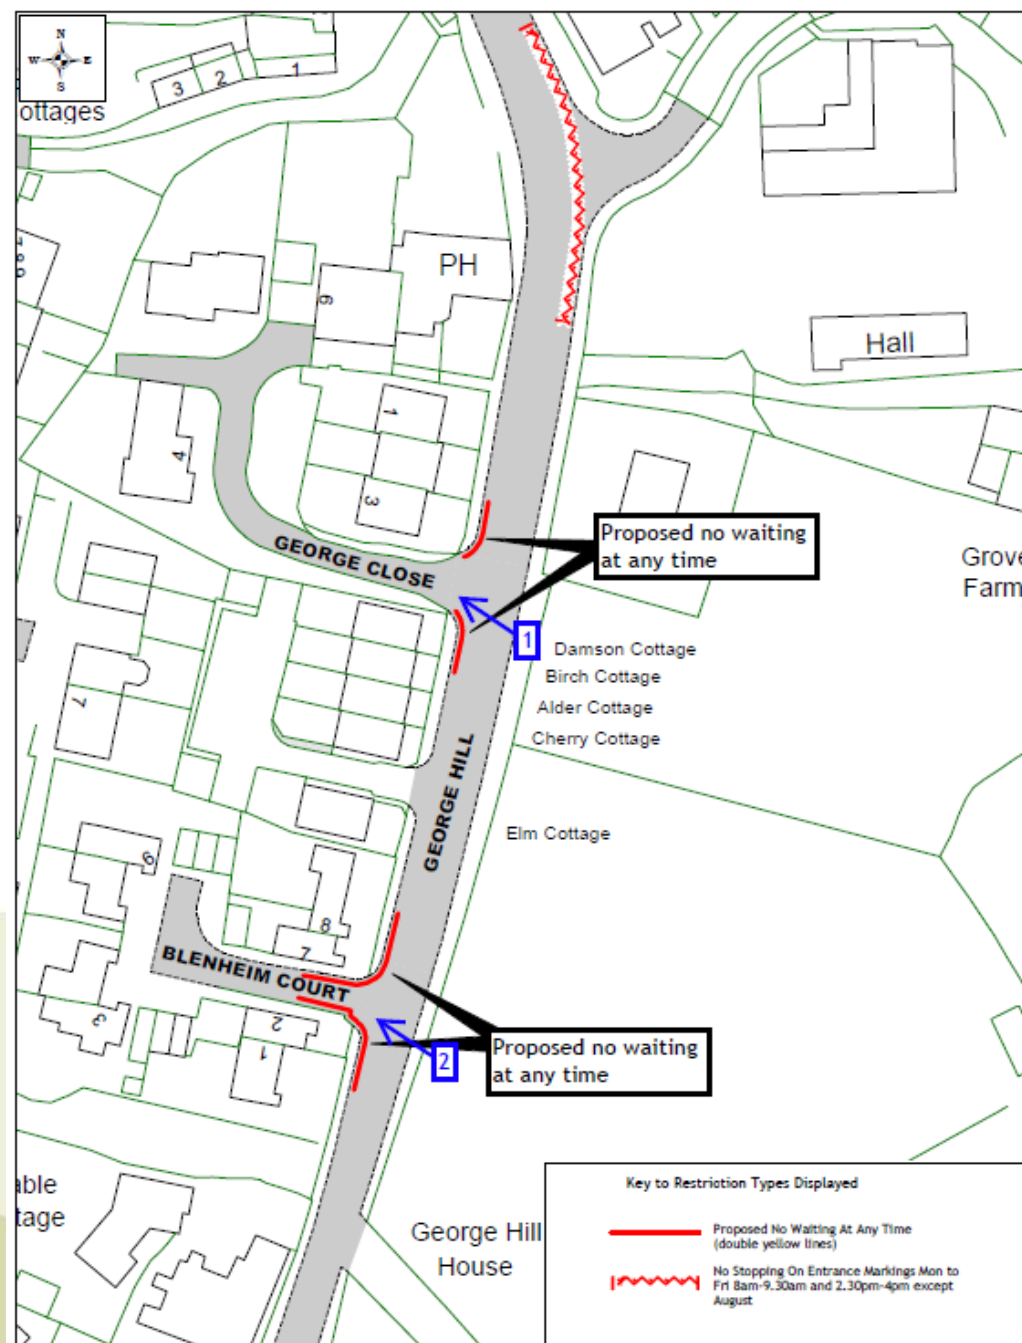 N
W E
S
3
2
1
ottages
PH
9
Hall
1
4
3
GEORGE CLOSE
Proposed no waiting
at any time
Grove
Farm
1
Damson Cottage
Birch Cottage
Alder Cottage
Cherry Cottage
7
GEORGE HILL
Elm Cottage
6
8
7
BLENHEIM COURT
3
2
1
2
Proposed no waiting
at any time
able
tage
George Hill
House
Key to Restriction Types Displayed
Proposed No Waiting At Any Time
(double yellow lines)
No Stopping On Entrance Markings Mon to
Fri 8am-9.30am and 2.30pm-4pm except
August